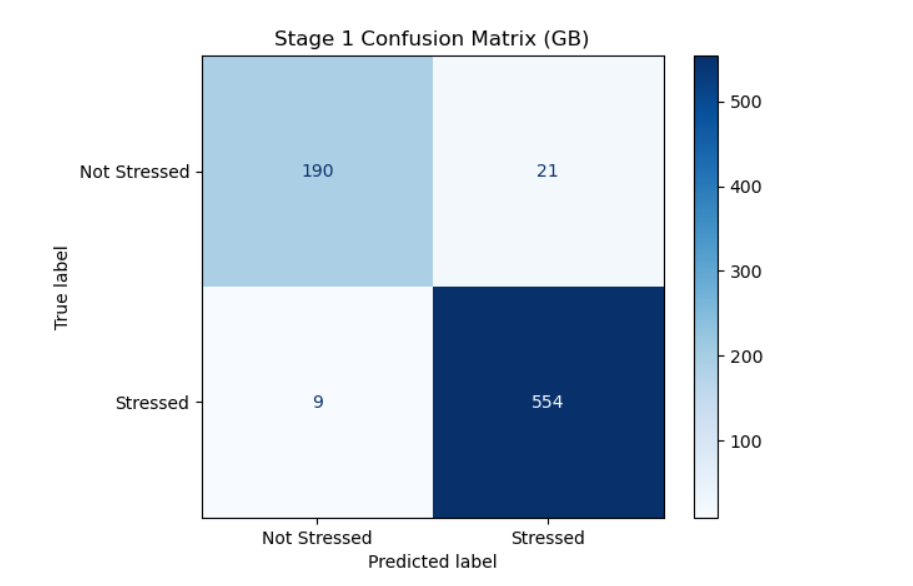 Stage 1 Confusion Matrix (GB)
Not Stressed
Stressed
True label
190
21
9
554
Not Stressed
Stressed
Predicted label
500
400
300
200
100